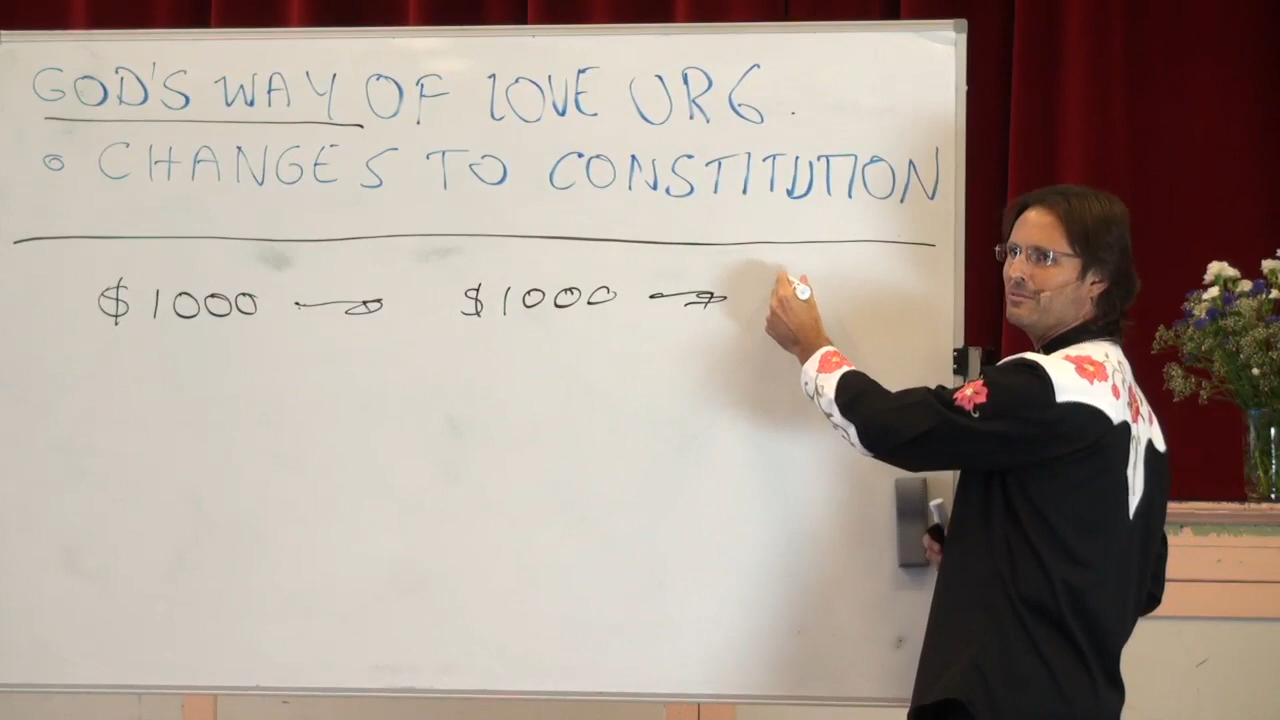 GOD'S WAY OF LOVE ORG.
• CHANGES TO CONSTITUTION
$1000 → $1000 →